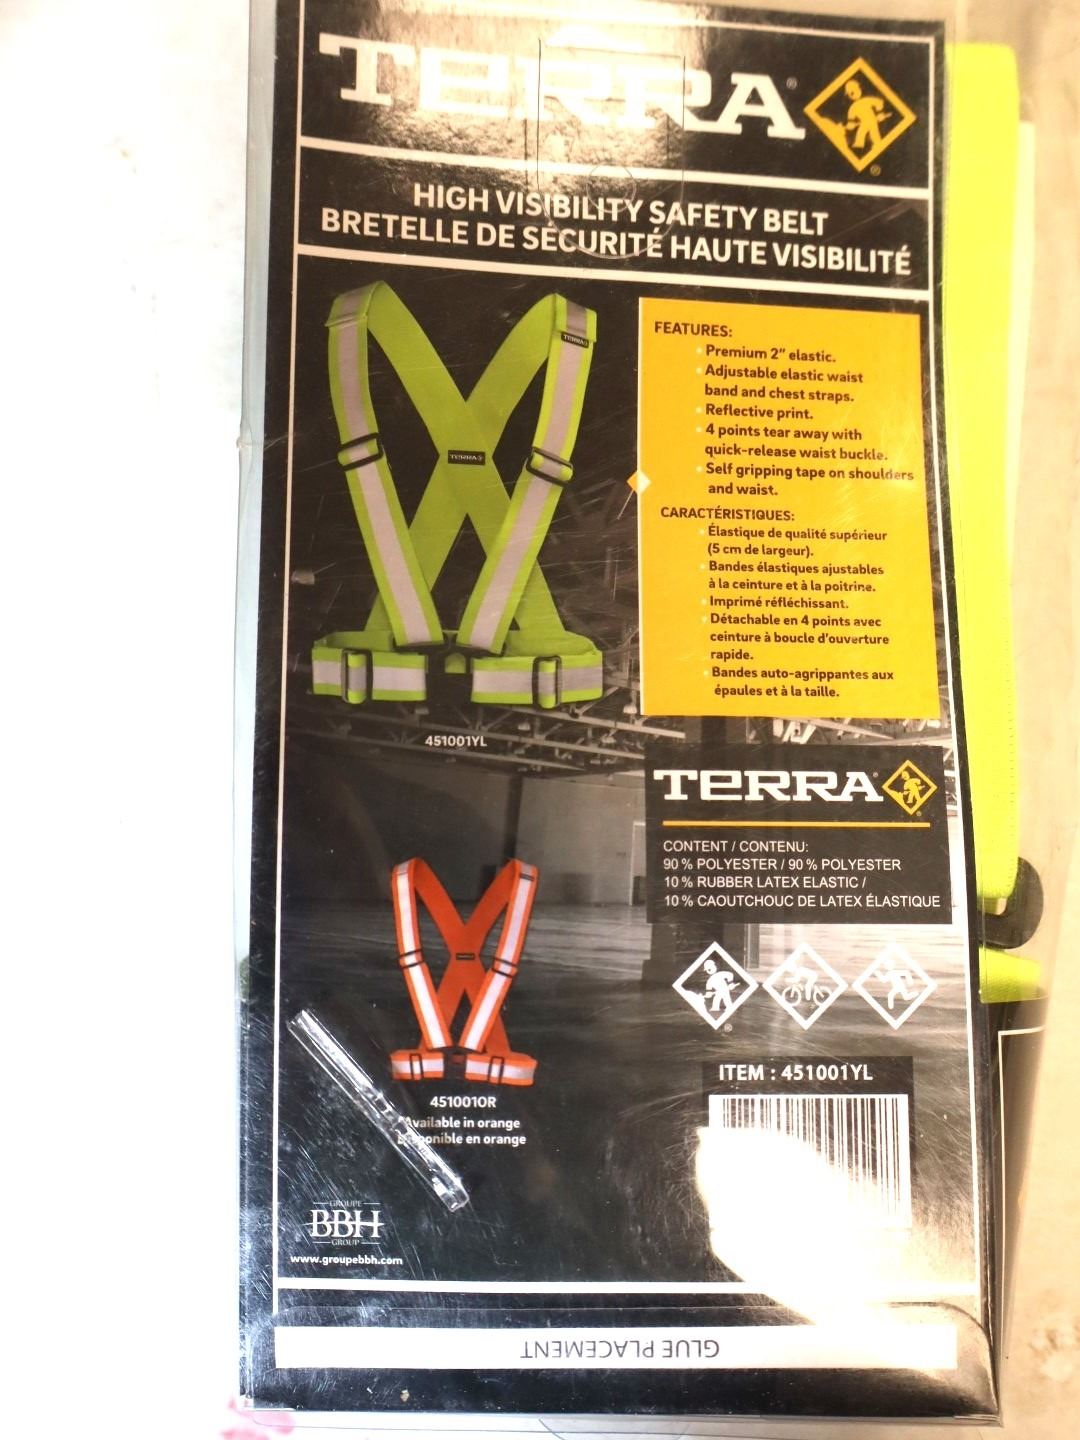 TERRA®
®
HIGH VISIBILITY SAFETY BELT
BRETELLE DE SÉCURITÉ HAUTE VISIBILITÉ
TERRA
TERRA
FEATURES:
• Premium 2" elastic.
• Adjustable elastic waist
band and chest straps.
• Reflective print.
• 4 points tear away with
quick-release waist buckle.
• Self gripping tape on shoulders
and waist.
CARACTÉRISTIQUES:
• Élastique de qualité supérieur
(5 cm de largeur).
• Bandes élastiques ajustables
à la ceinture et à la poitrine.
• Imprimé réfléchissant.
• Détachable en 4 points avec
ceinture à boucle d'ouverture
rapide.
• Bandes auto-agrippantes aux
épaules et à la taille.
451001YL
TERRA®
®
CONTENT / CONTENU:
90 % POLYESTER / 90 % POLYESTER
10 % RUBBER LATEX ELASTIC /
10 % CAOUTCHOUC DE LATEX ÉLASTIQUE
®
ITEM : 451001YL
451001OR
*Available in orange
Disponible en orange
GROUPE
BBH
GROUP
www.groupebbh.com
GLUE PLACEMENT